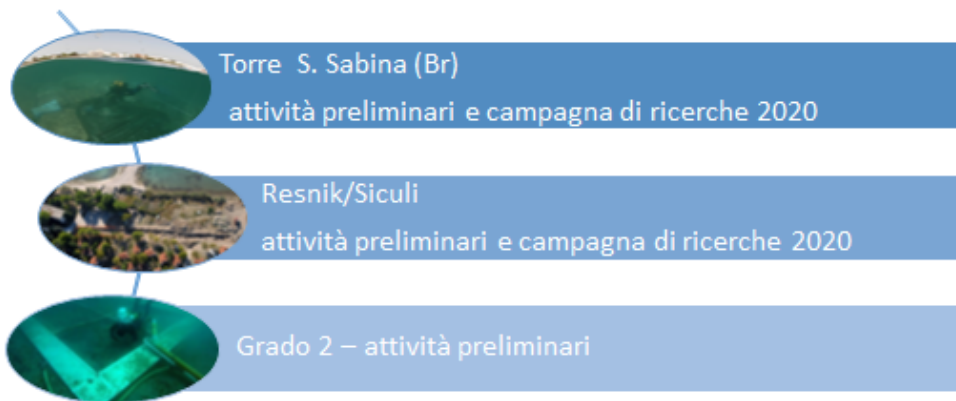 Torre S. Sabina (Br)
attività preliminari e campagna di ricerche 2020
Resnik/Siculi
attività preliminari e campagna di ricerche 2020
Grado 2 – attività preliminari